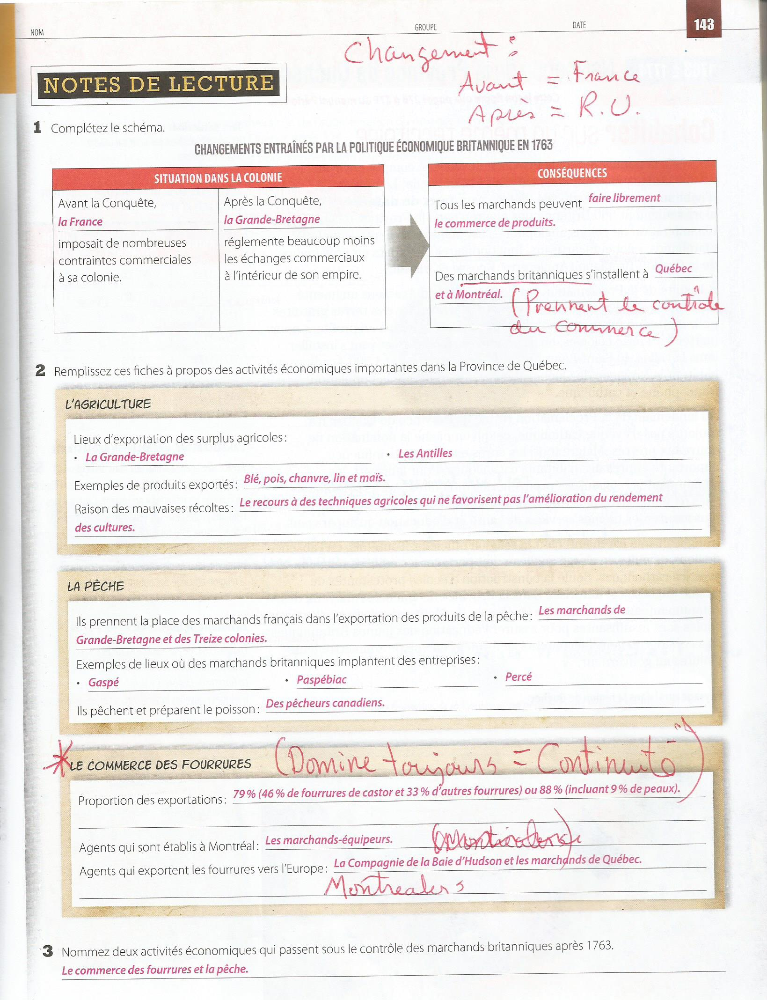 NOM GROUPE DATE 143
Changement :
Avant = France
Après = R.U.
NOTES DE LECTURE
1 Complétez le schéma.
CHANGEMENTS ENTRAÎNÉS PAR LA POLITIQUE ÉCONOMIQUE BRITANNIQUE EN 1763
SITUATION DANS LA COLONIE
Avant la Conquête,
la France
imposait de nombreuses
contraintes commerciales
à sa colonie.
Après la Conquête,
la Grande-Bretagne
réglemente beaucoup moins
les échanges commerciaux
à l'intérieur de son empire.
CONSÉQUENCES
Tous les marchands peuvent faire librement
le commerce de produits.
Des marchands britanniques s'installent à Québec
et à Montréal. (Prennent le contrôle
du commerce)
2 Remplissez ces fiches à propos des activités économiques importantes dans la Province de Québec.
L'AGRICULTURE
Lieux d'exportation des surplus agricoles :
• La Grande-Bretagne • Les Antilles
Exemples de produits exportés : Blé, pois, chanvre, lin et maïs.
Raison des mauvaises récoltes : Le recours à des techniques agricoles qui ne favorisent pas l'amélioration du rendement
des cultures.
LA PÊCHE
Ils prennent la place des marchands français dans l'exportation des produits de la pêche : Les marchands de
Grande-Bretagne et des Treize colonies.
Exemples de lieux où des marchands britanniques implantent des entreprises :
• Gaspé • Paspébiac • Percé
Ils pêchent et préparent le poisson : Des pêcheurs canadiens.
* LE COMMERCE DES FOURRURES (Domine toujours = Continuité)
Proportion des exportations : 79 % (46 % de fourrures de castor et 33 % d'autres fourrures) ou 88 % (incluant 9 % de peaux).
Agents qui sont établis à Montréal : Les marchands-équipeurs.
Agents qui exportent les fourrures vers l'Europe : La Compagnie de la Baie d'Hudson et les marchands de Québec.
Montrealers
3 Nommez deux activités économiques qui passent sous le contrôle des marchands britanniques après 1763.
Le commerce des fourrures et la pêche.